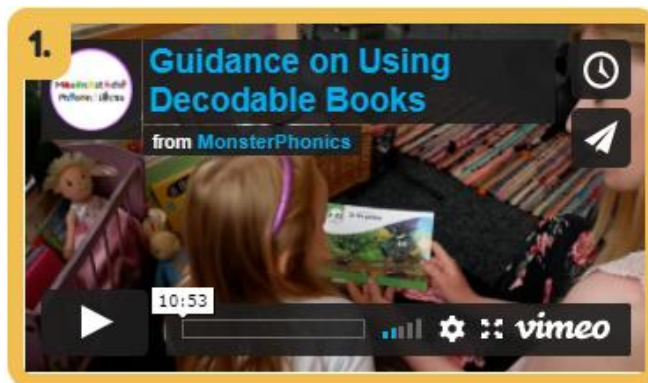 1.
Guidance on Using
Decodable Books
from MonsterPhonics
10:53
vimeo